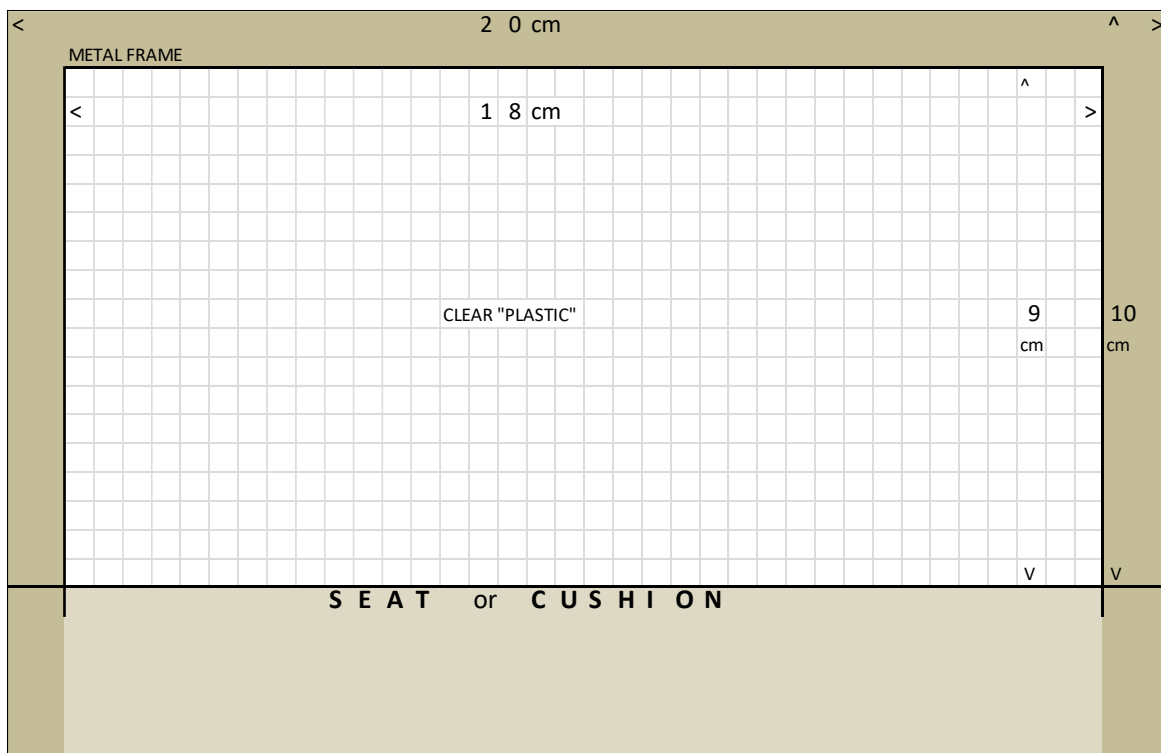 < 2 0 cm ^ >
METAL FRAME
^
< 1 8 cm >
CLEAR "PLASTIC" 9 10
cm cm
V V
S E A T or C U S H I O N